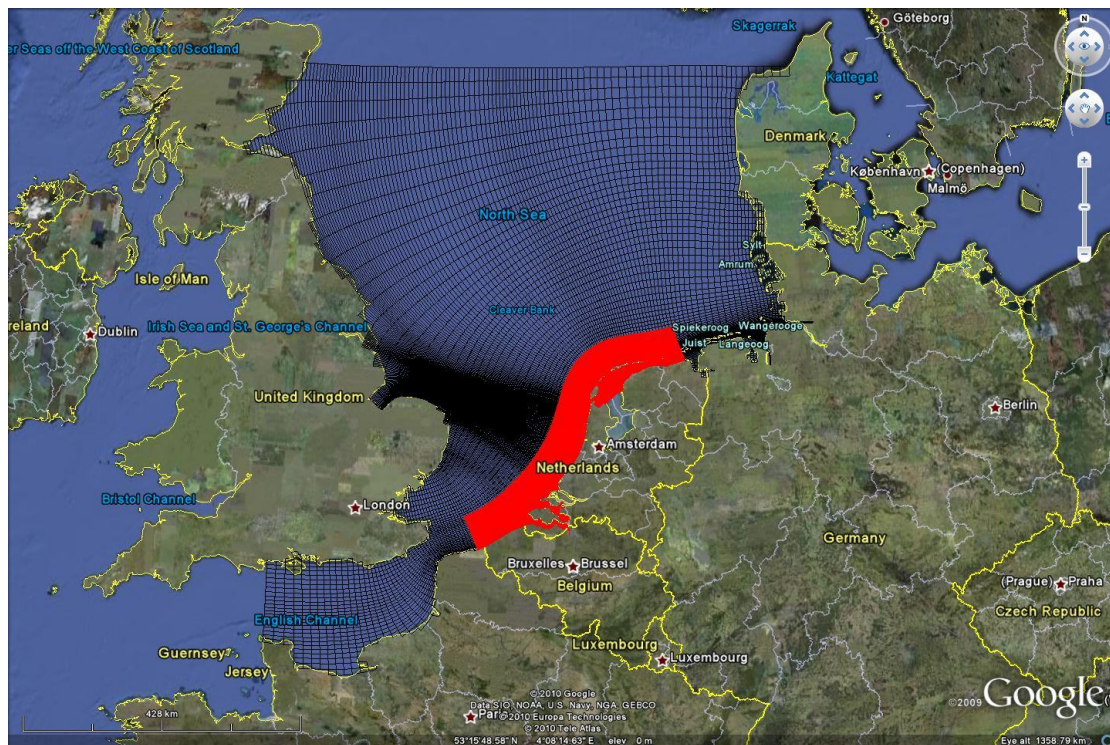 Göteborg
Skagerrak
N
er Seas off the West Coast of Scotland
Kattegat
Denmark
København (Copenhagen)
Malmö
North Sea
Sylt
Amrum
Isle of Man
Cleaver Bank
reland
Dublin
Irish Sea and St. George's Channel
Spiekeroog Wangerooge
Juist Langeoog
United Kingdom
Berlin
Amsterdam
Netherlands
Bristol Channel
London
Germany
Bruxelles Brussel
Belgium
(Prague) Praha
Czech Republic
English Channel
Luxembourg
Guernsey
Luxembourg
Jersey
© 2010 Google
Data SIO, NOAA, U.S. Navy, NGA, GEBCO
© 2010 Europa Technologies
© 2010 Tele Atlas
©2009 Google
428 km
53°15'48.58" N 4°08'14.63" E elev 0 m
Eye alt 1358.79 km